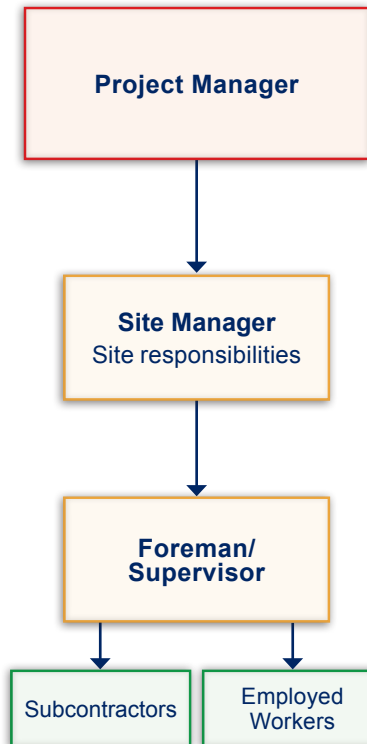 Project Manager
Site Manager
Site responsibilities
Foreman/
Supervisor
Subcontractors
Employed
Workers